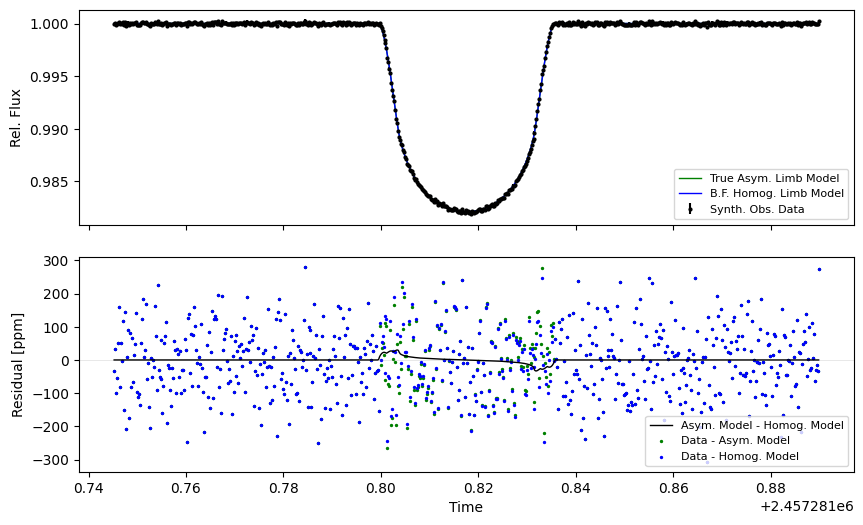 1.000
0.995
0.990
0.985
Rel. Flux
True Asym. Limb Model
B.F. Homog. Limb Model
Synth. Obs. Data
300
200
100
0
−100
−200
−300
Residual [ppm]
Asym. Model - Homog. Model
Data - Asym. Model
Data - Homog. Model
0.74 0.76 0.78 0.80 0.82 0.84 0.86 0.88
Time
+2.457281e6